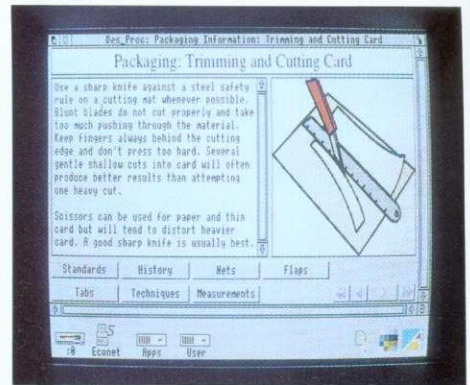 Des_Proc: Packaging Information: Trimming and Cutting Card
Packaging: Trimming and Cutting Card
Use a sharp knife against a steel safety
rule on a cutting mat whenever possible.
Blunt blades do not cut properly and take
too much pushing through the material.
Keep fingers always behind the cutting
edge and don't press too hard. Several
gentle shallow cuts into card will often
produce better results than attempting
one heavy cut.
Scissors can be used for paper and thin
card but will tend to distort heavier
card. A good sharp knife is usually best.
Standards History Nets Flaps
Tabs Techniques Measurements
:0 Econet Apps User